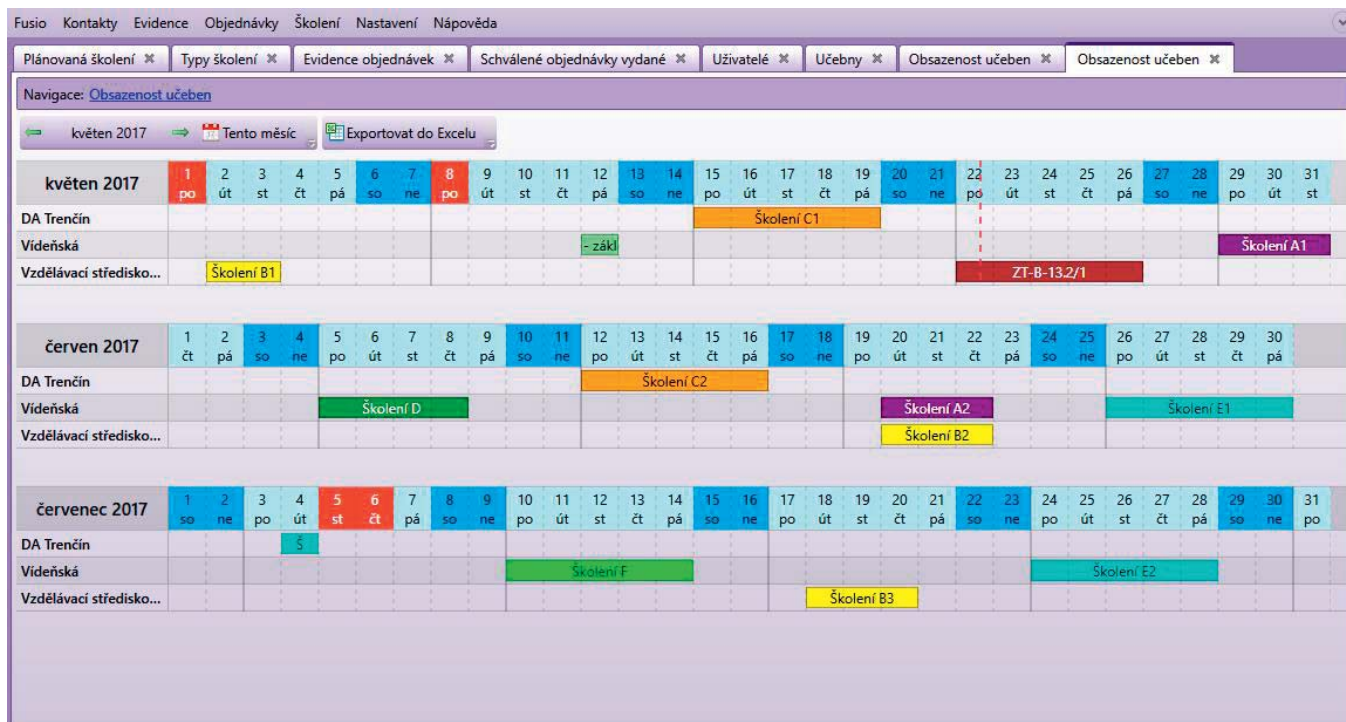 Fusio Kontakty Evidence Objednávky Školení Nastavení Nápověda
Plánovaná školení Typy školení Evidence objednávek Schválené objednávky vydané Uživatelé Učebny Obsazenost učeben Obsazenost učeben
Navigace: Obsazenost učeben
květen 2017 Tento měsíc Exportovat do Excelu
květen 2017 1 2 3 4 5 6 7 8 9 10 11 12 13 14 15 16 17 18 19 20 21 22 23 24 25 26 27 28 29 30 31
po út st čt pá so ne po út st čt pá so ne po út st čt pá so ne po út st čt pá so ne po út st
DA Trenčín Školení C1
Vídeňská - zákl Školení A1
Vzdělávací středisko... Školení B1 ZT-B-13.2/1
červen 2017 1 2 3 4 5 6 7 8 9 10 11 12 13 14 15 16 17 18 19 20 21 22 23 24 25 26 27 28 29 30
čt pá so ne po út st čt pá so ne po út st čt pá so ne po út st čt pá so ne po út st čt pá
DA Trenčín Školení C2
Vídeňská Školení D Školení A2 Školení E1
Vzdělávací středisko... Školení B2
červenec 2017 1 2 3 4 5 6 7 8 9 10 11 12 13 14 15 16 17 18 19 20 21 22 23 24 25 26 27 28 29 30 31
so ne po út st čt pá so ne po út st čt pá so ne po út st čt pá so ne po út st čt pá so ne po
DA Trenčín Š
Vídeňská Školení F Školení E2
Vzdělávací středisko... Školení B3